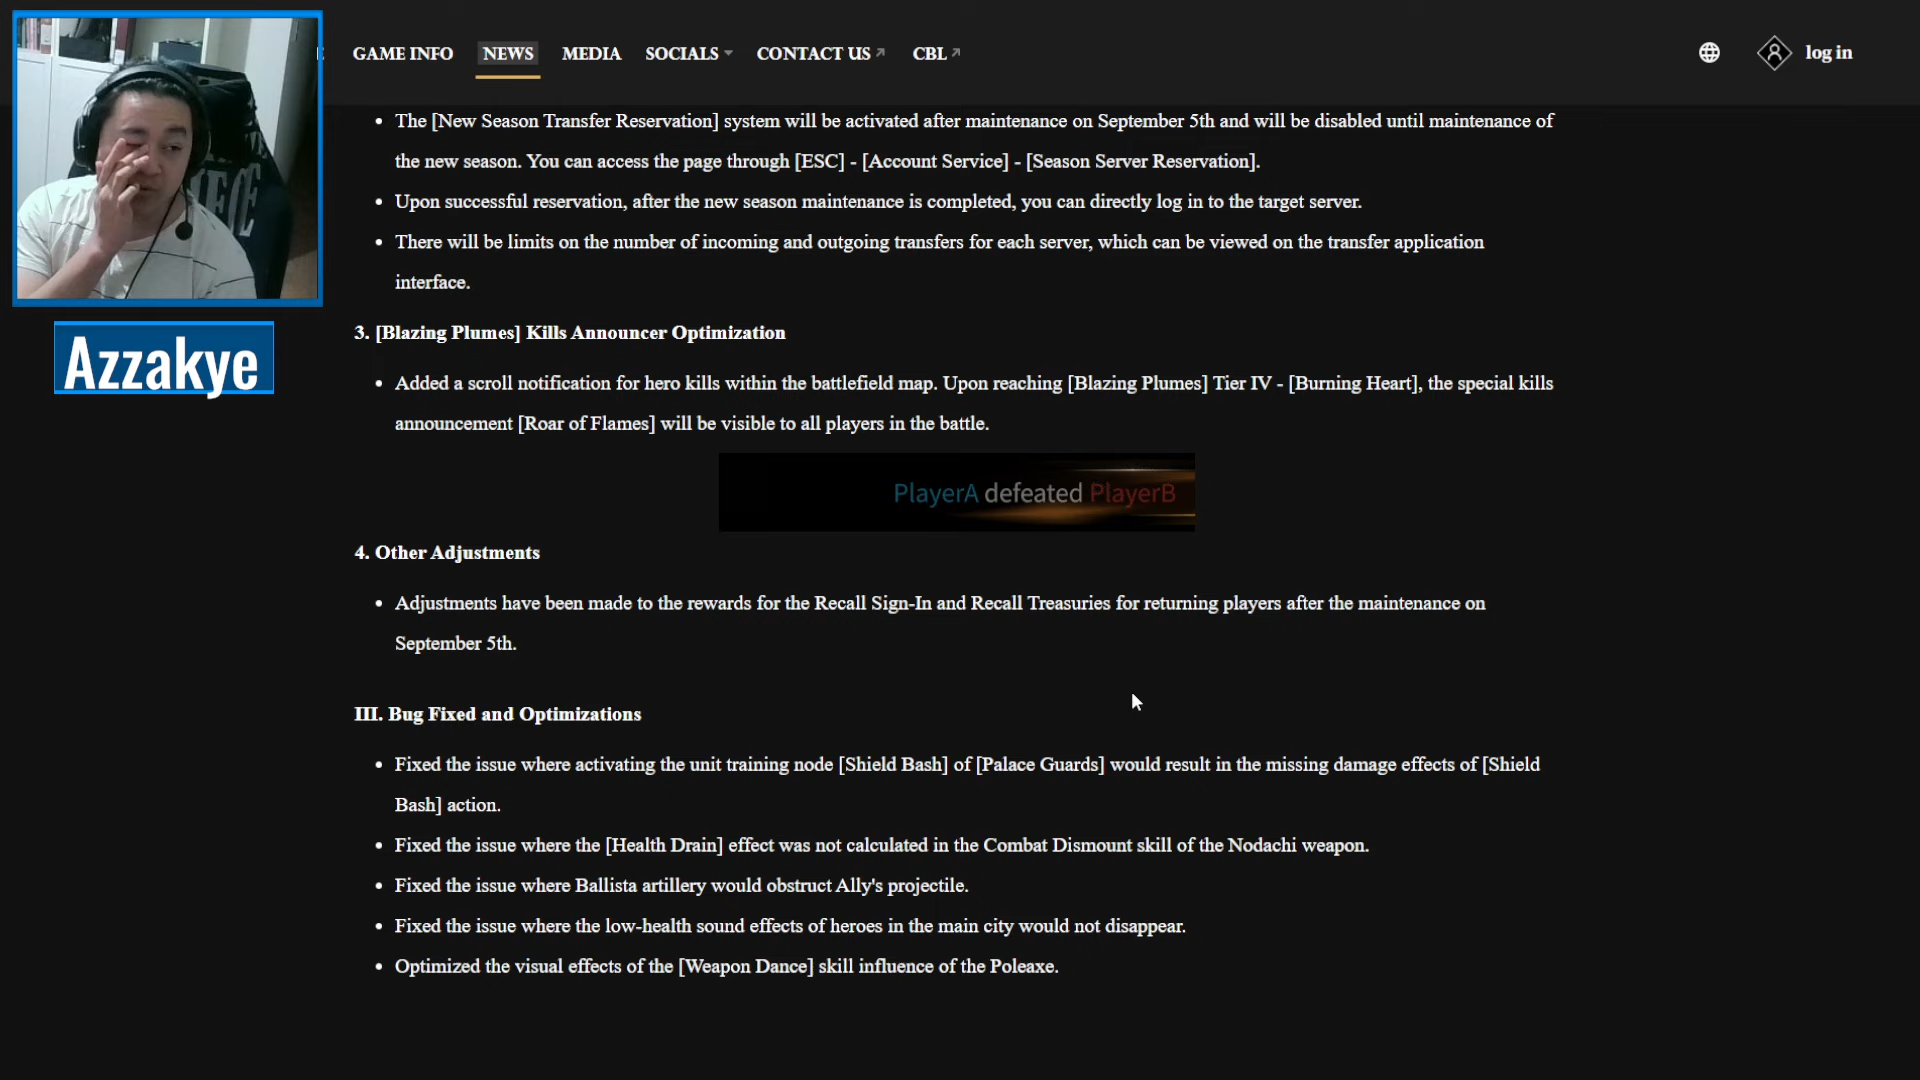 GAME INFO NEWS MEDIA SOCIALS CONTACT US CBL log in
The [New Season Transfer Reservation] system will be activated after maintenance on September 5th and will be disabled until maintenance of
the new season. You can access the page through [ESC] - [Account Service] - [Season Server Reservation].
Upon successful reservation, after the new season maintenance is completed, you can directly log in to the target server.
There will be limits on the number of incoming and outgoing transfers for each server, which can be viewed on the transfer application
interface.
Azzakye
3. [Blazing Plumes] Kills Announcer Optimization
Added a scroll notification for hero kills within the battlefield map. Upon reaching [Blazing Plumes] Tier IV - [Burning Heart], the special kills
announcement [Roar of Flames] will be visible to all players in the battle.
PlayerA defeated PlayerB
4. Other Adjustments
Adjustments have been made to the rewards for the Recall Sign-In and Recall Treasuries for returning players after the maintenance on
September 5th.
III. Bug Fixed and Optimizations
Fixed the issue where activating the unit training node [Shield Bash] of [Palace Guards] would result in the missing damage effects of [Shield
Bash] action.
Fixed the issue where the [Health Drain] effect was not calculated in the Combat Dismount skill of the Nodachi weapon.
Fixed the issue where Ballista artillery would obstruct Ally's projectile.
Fixed the issue where the low-health sound effects of heroes in the main city would not disappear.
Optimized the visual effects of the [Weapon Dance] skill influence of the Poleaxe.